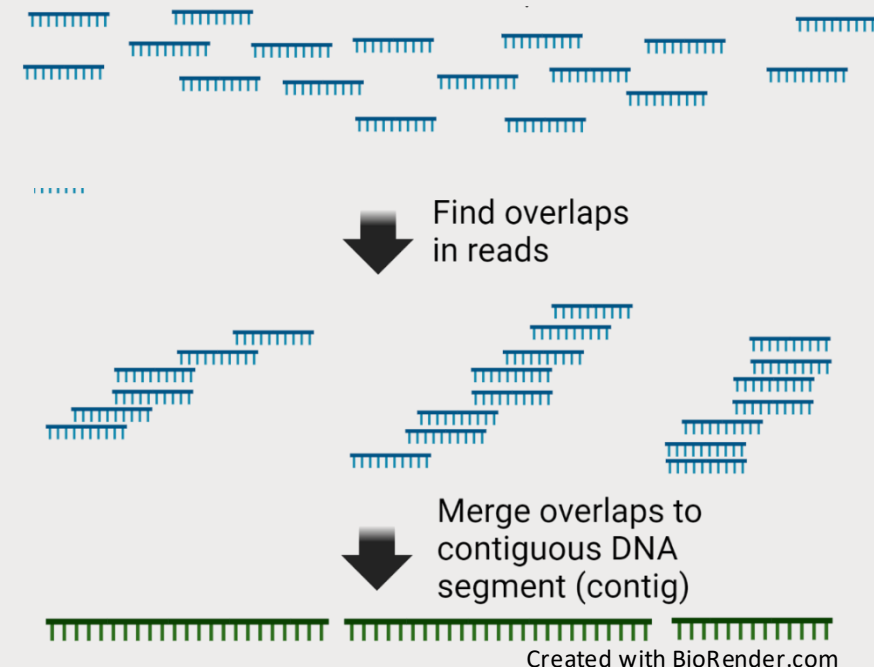 Find overlaps
in reads
Merge overlaps to
contiguous DNA
segment (contig)
Created with BioRender.com